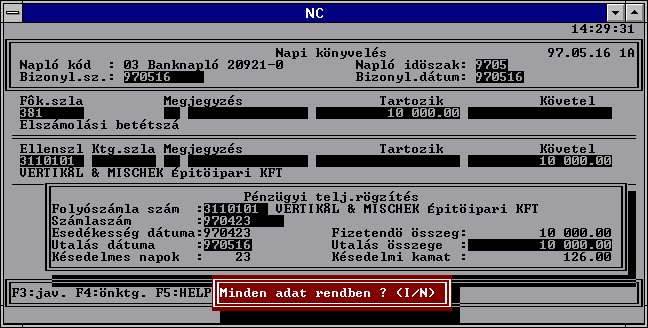 NC
14:29:31
Napi könyvelés 97.05.16 1A
Napló kód : 03 Banknapló 20921-0 Napló időszak: 9705
Bizonyl.sz.: 970516 Bizonyl.dátum: 970516
Fôk.szla Megjegyzés Tartozik Követel
381 10 000.00
Elszámolási betétszá
Ellenszl Ktg.szla Megjegyzés Tartozik Követel
3110101 10 000.00
VERTIKÁL & MISCHEK Épitöipari KFT
Pénzügyi telj.rögzítés
Folyószámla szám :3110101 VERTIKÁL & MISCHEK Épitöipari KFT
Számlaszám :970423
Esedékesség dátuma:970423 Fizetendö összeg: 10 000.00
Utalás dátuma :970516 Utalás összege : 10 000.00
Késedelmes napok : 23 Késedelmi kamat : 126.00
F3:jav. F4:önktg. F5:HELP
Minden adat rendben ? (I/N)